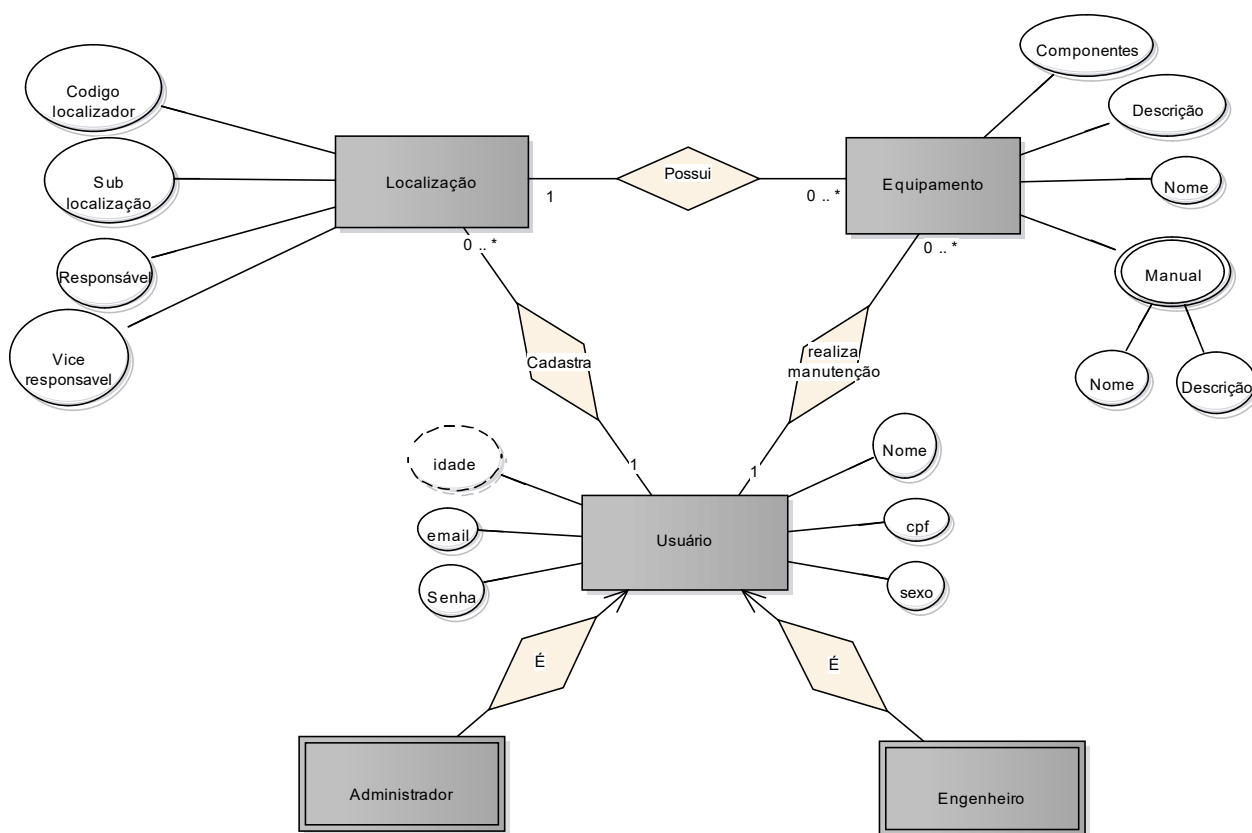 Componentes
Codigo
localizador
Descrição
Sub
localização
Localização
1
Possui
0 .. *
Equipamento
Nome
0 .. *
0 .. *
Responsável
Manual
Vice
responsavel
Cadastra
realiza
manutenção
Nome
Descrição
idade
1
1
Nome
email
Usuário
cpf
Senha
sexo
É
É
Administrador
Engenheiro